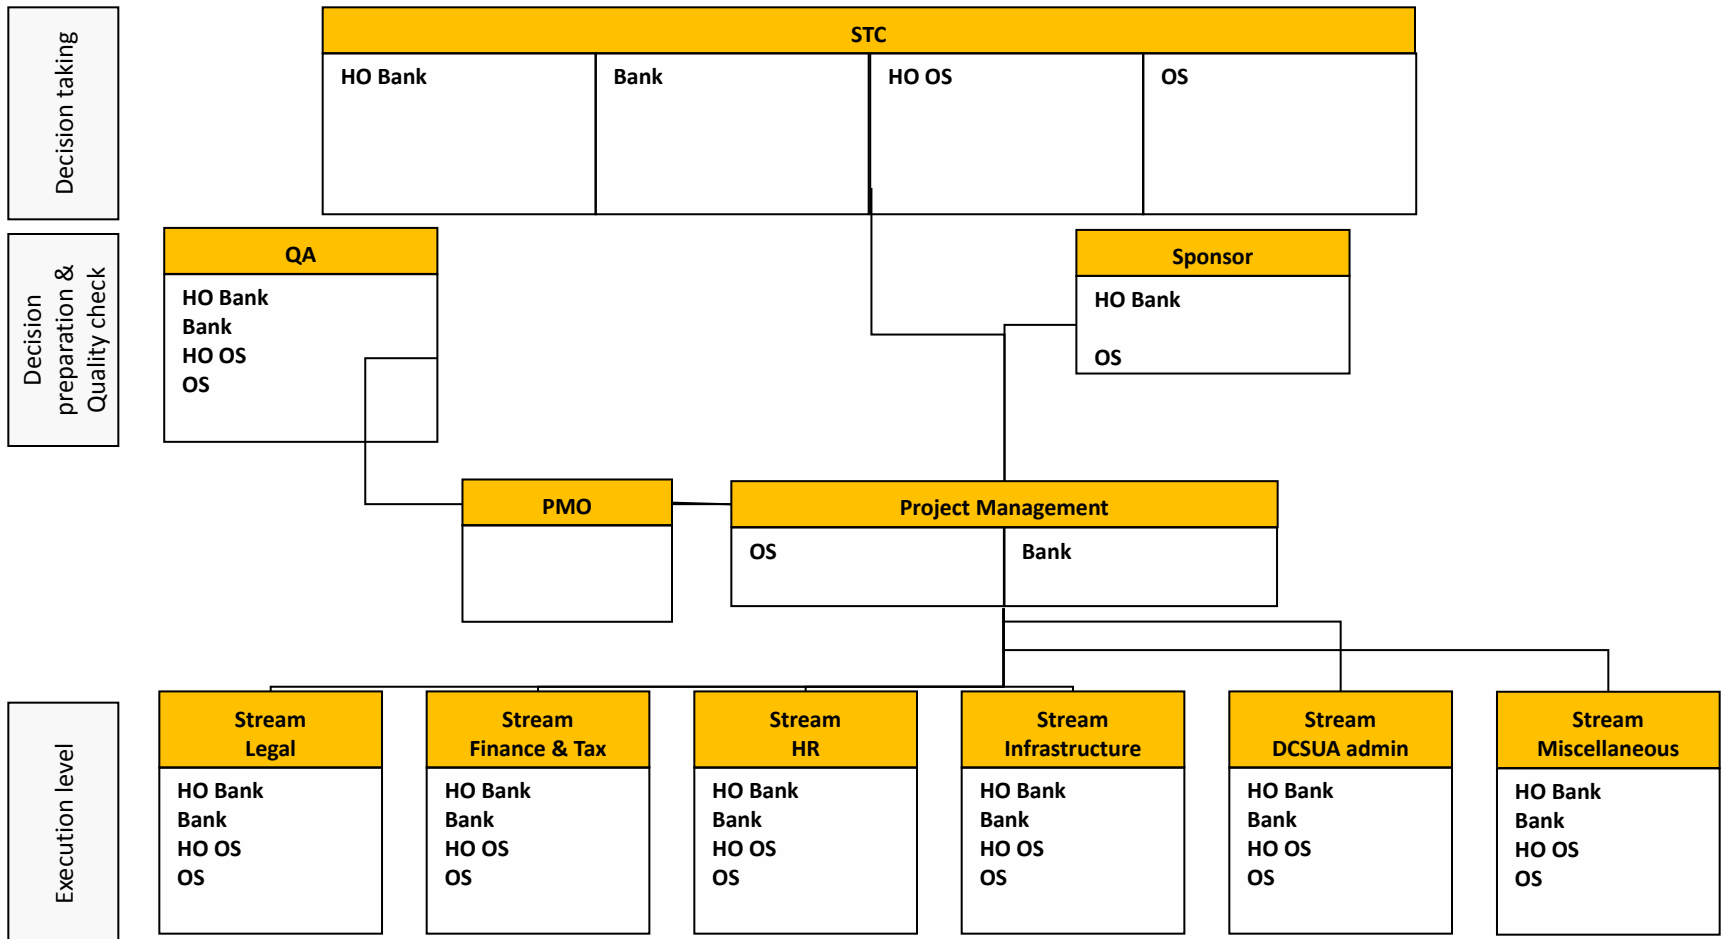 Decision taking
STC
HO Bank
Bank
HO OS
OS
Decision
preparation &
Quality check
QA
HO Bank
Bank
HO OS
OS
Sponsor
HO Bank
OS
PMO
Project Management
OS
Bank
Execution level
Stream
Legal
HO Bank
Bank
HO OS
OS
Stream
Finance & Tax
HO Bank
Bank
HO OS
OS
Stream
HR
HO Bank
Bank
HO OS
OS
Stream
Infrastructure
HO Bank
Bank
HO OS
OS
Stream
DCSUA admin
HO Bank
Bank
HO OS
OS
Stream
Miscellaneous
HO Bank
Bank
HO OS
OS